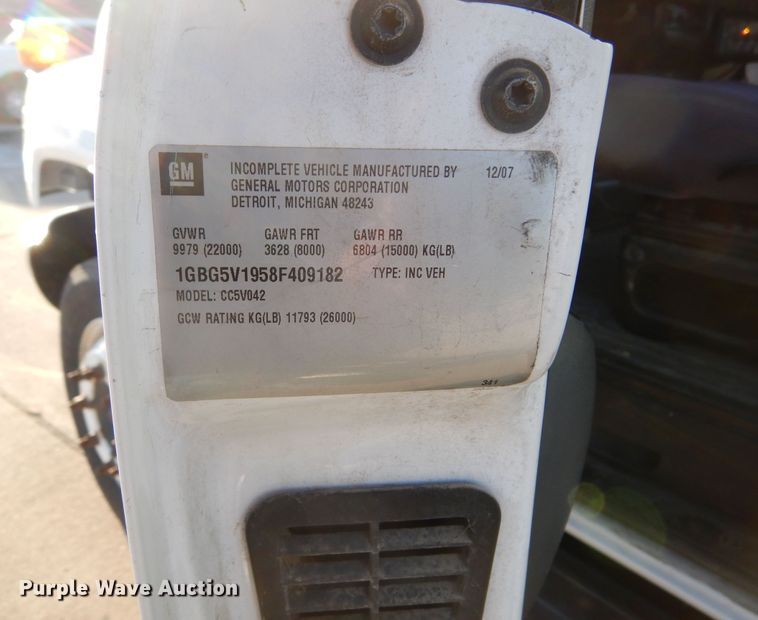 GM
INCOMPLETE VEHICLE MANUFACTURED BY 12/07
GENERAL MOTORS CORPORATION
DETROIT, MICHIGAN 48243
GVWR GAWR FRT GAWR RR
9979 (22000) 3628 (8000) 6804 (15000) KG(LB)
1GBG5V1958F409182 TYPE: INC VEH
MODEL: CC5V042
GCW RATING KG(LB) 11793 (26000)
341
Purple Wave Auction